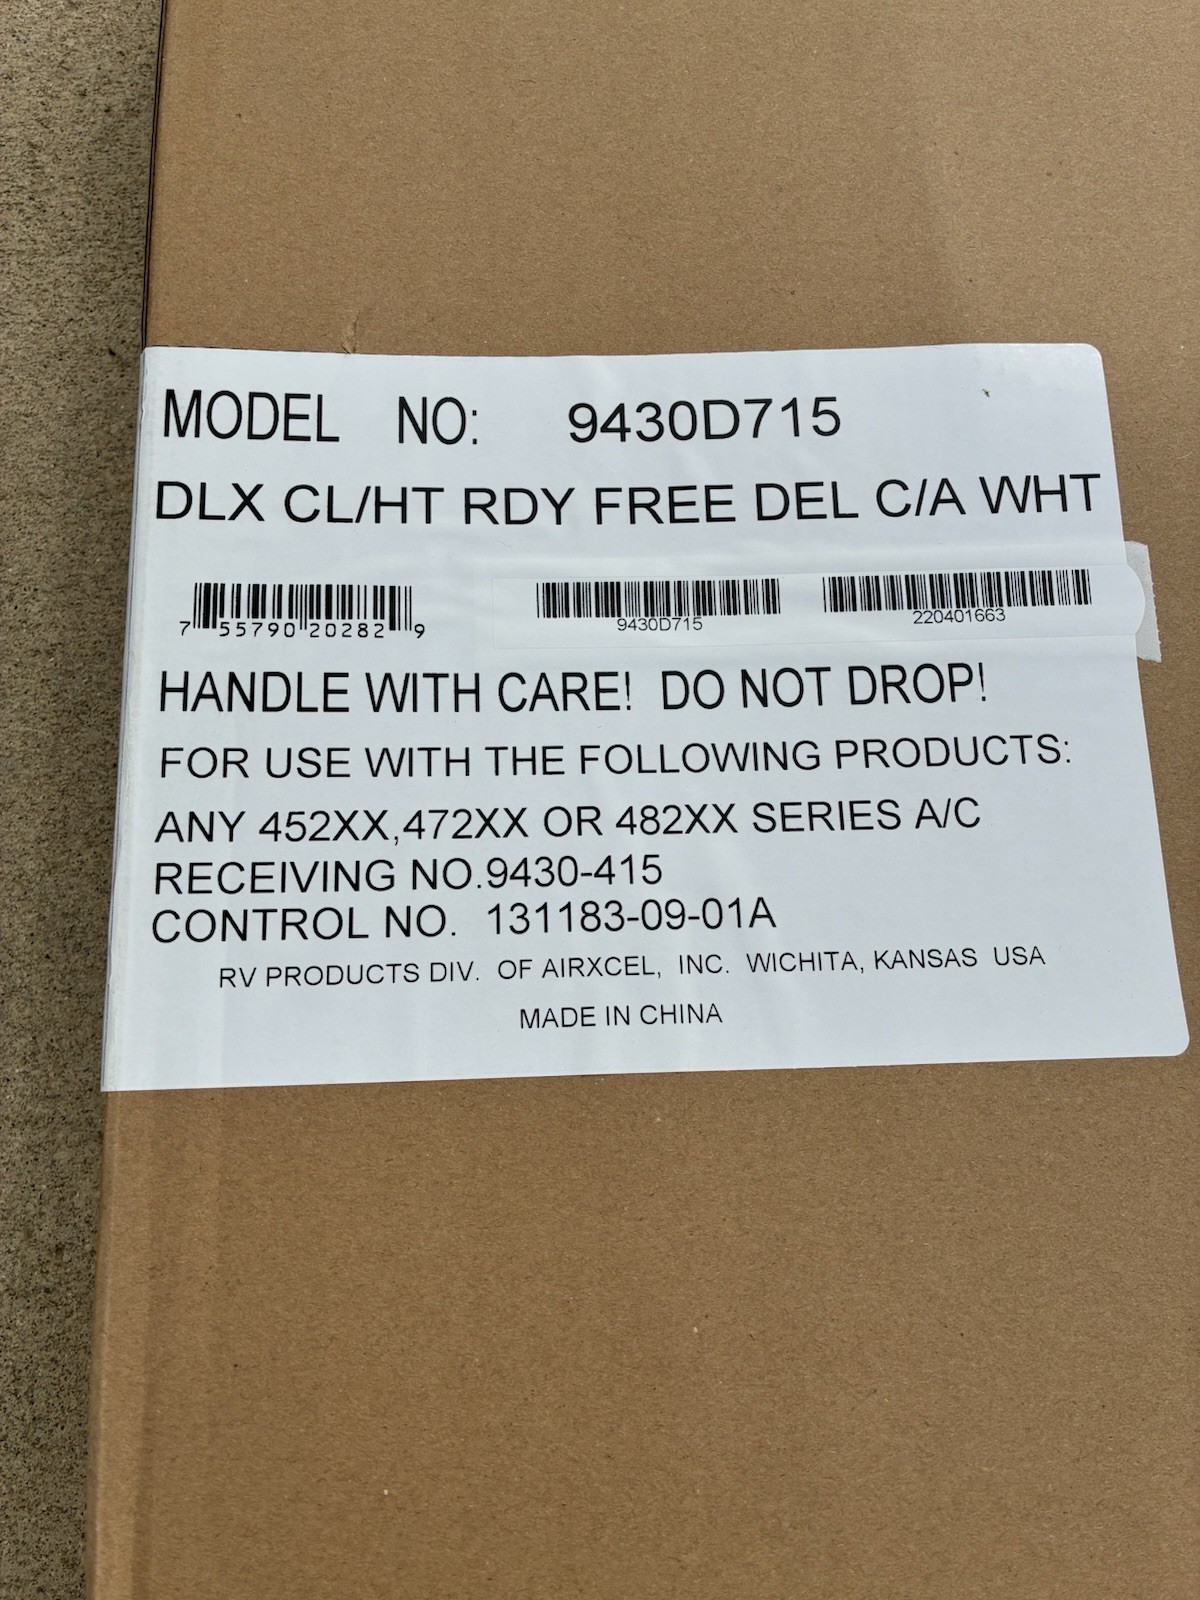 MODEL NO: 9430D715
DLX CL/HT RDY FREE DEL C/A WHT
7 55790 20282 9
9430D715
220401663
HANDLE WITH CARE! DO NOT DROP!
FOR USE WITH THE FOLLOWING PRODUCTS:
ANY 452XX,472XX OR 482XX SERIES A/C
RECEIVING NO.9430-415
CONTROL NO. 131183-09-01A
RV PRODUCTS DIV. OF AIRXCEL, INC. WICHITA, KANSAS USA
MADE IN CHINA